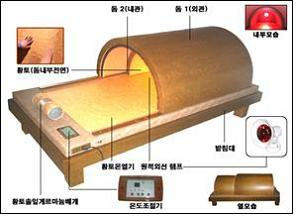 돔 2(내관)
돔 1(외관)
내부모습
황토(돔내부전면)
받침대
황토온열기
원적외선 램프
황토솔잎게르마늄베개
온도조절기
옆모습